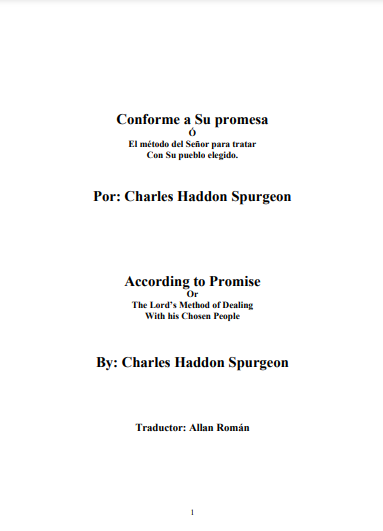 Conforme a Su promesa
Ó
El método del Señor para tratar
Con Su pueblo elegido.
Por: Charles Haddon Spurgeon
According to Promise
Or
The Lord's Method of Dealing
With his Chosen People
By: Charles Haddon Spurgeon
Traductor: Allan Román
1